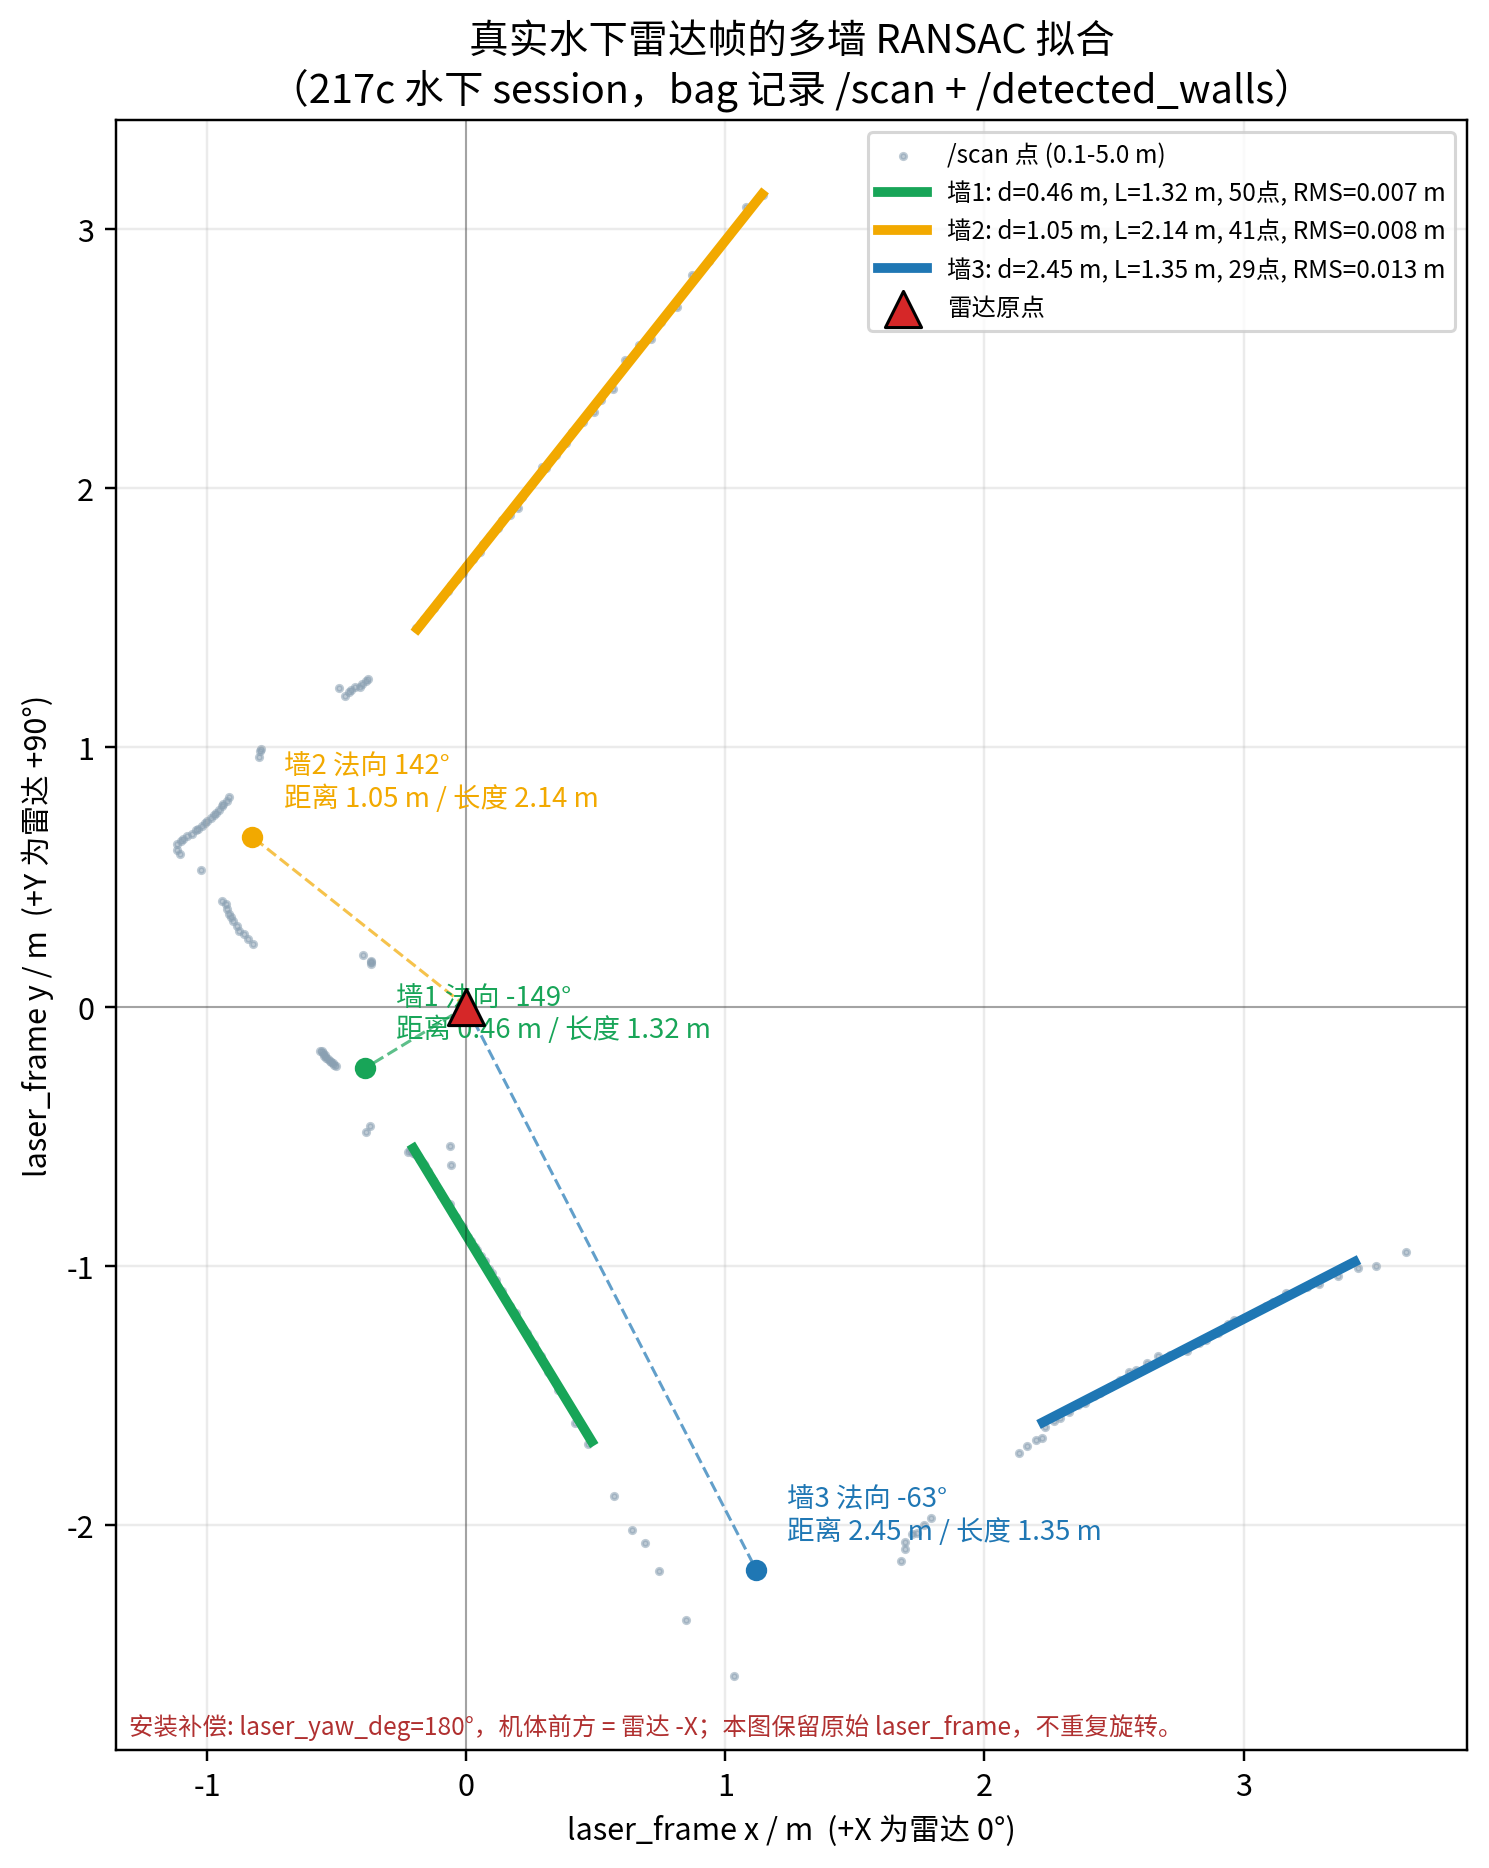 真实水下雷达帧的多墙 RANSAC 拟合
（217c 水下 session，bag 记录 /scan + /detected_walls）
/scan 点 (0.1-5.0 m)
墙1: d=0.46 m, L=1.32 m, 50点, RMS=0.007 m
墙2: d=1.05 m, L=2.14 m, 41点, RMS=0.008 m
墙3: d=2.45 m, L=1.35 m, 29点, RMS=0.013 m
雷达原点
3
2
1
0
-1
-2
laser_frame y / m  (+Y 为雷达 +90°)
墙2 法向 142°
距离 1.05 m / 长度 2.14 m
墙1 法向 -149°
距离 0.46 m / 长度 1.32 m
墙3 法向 -63°
距离 2.45 m / 长度 1.35 m
安装补偿: laser_yaw_deg=180°，机体前方 = 雷达 -X；本图保留原始 laser_frame，不重复旋转。
-1
0
1
2
3
laser_frame x / m  (+X 为雷达 0°)